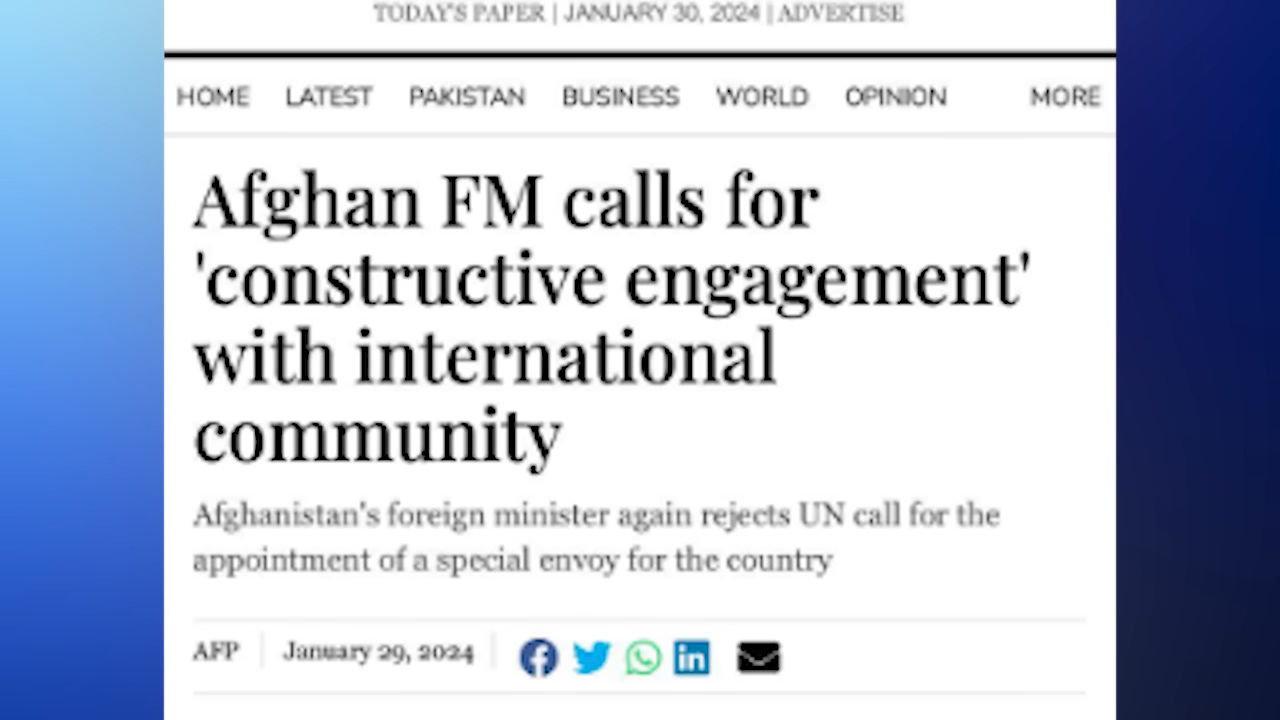 TODAY'S PAPER | JANUARY 30, 2024 | ADVERTISE
HOME LATEST PAKISTAN BUSINESS WORLD OPINION MORE
Afghan FM calls for
'constructive engagement'
with international
community
Afghanistan's foreign minister again rejects UN call for the
appointment of a special envoy for the country
AFP January 29, 2024